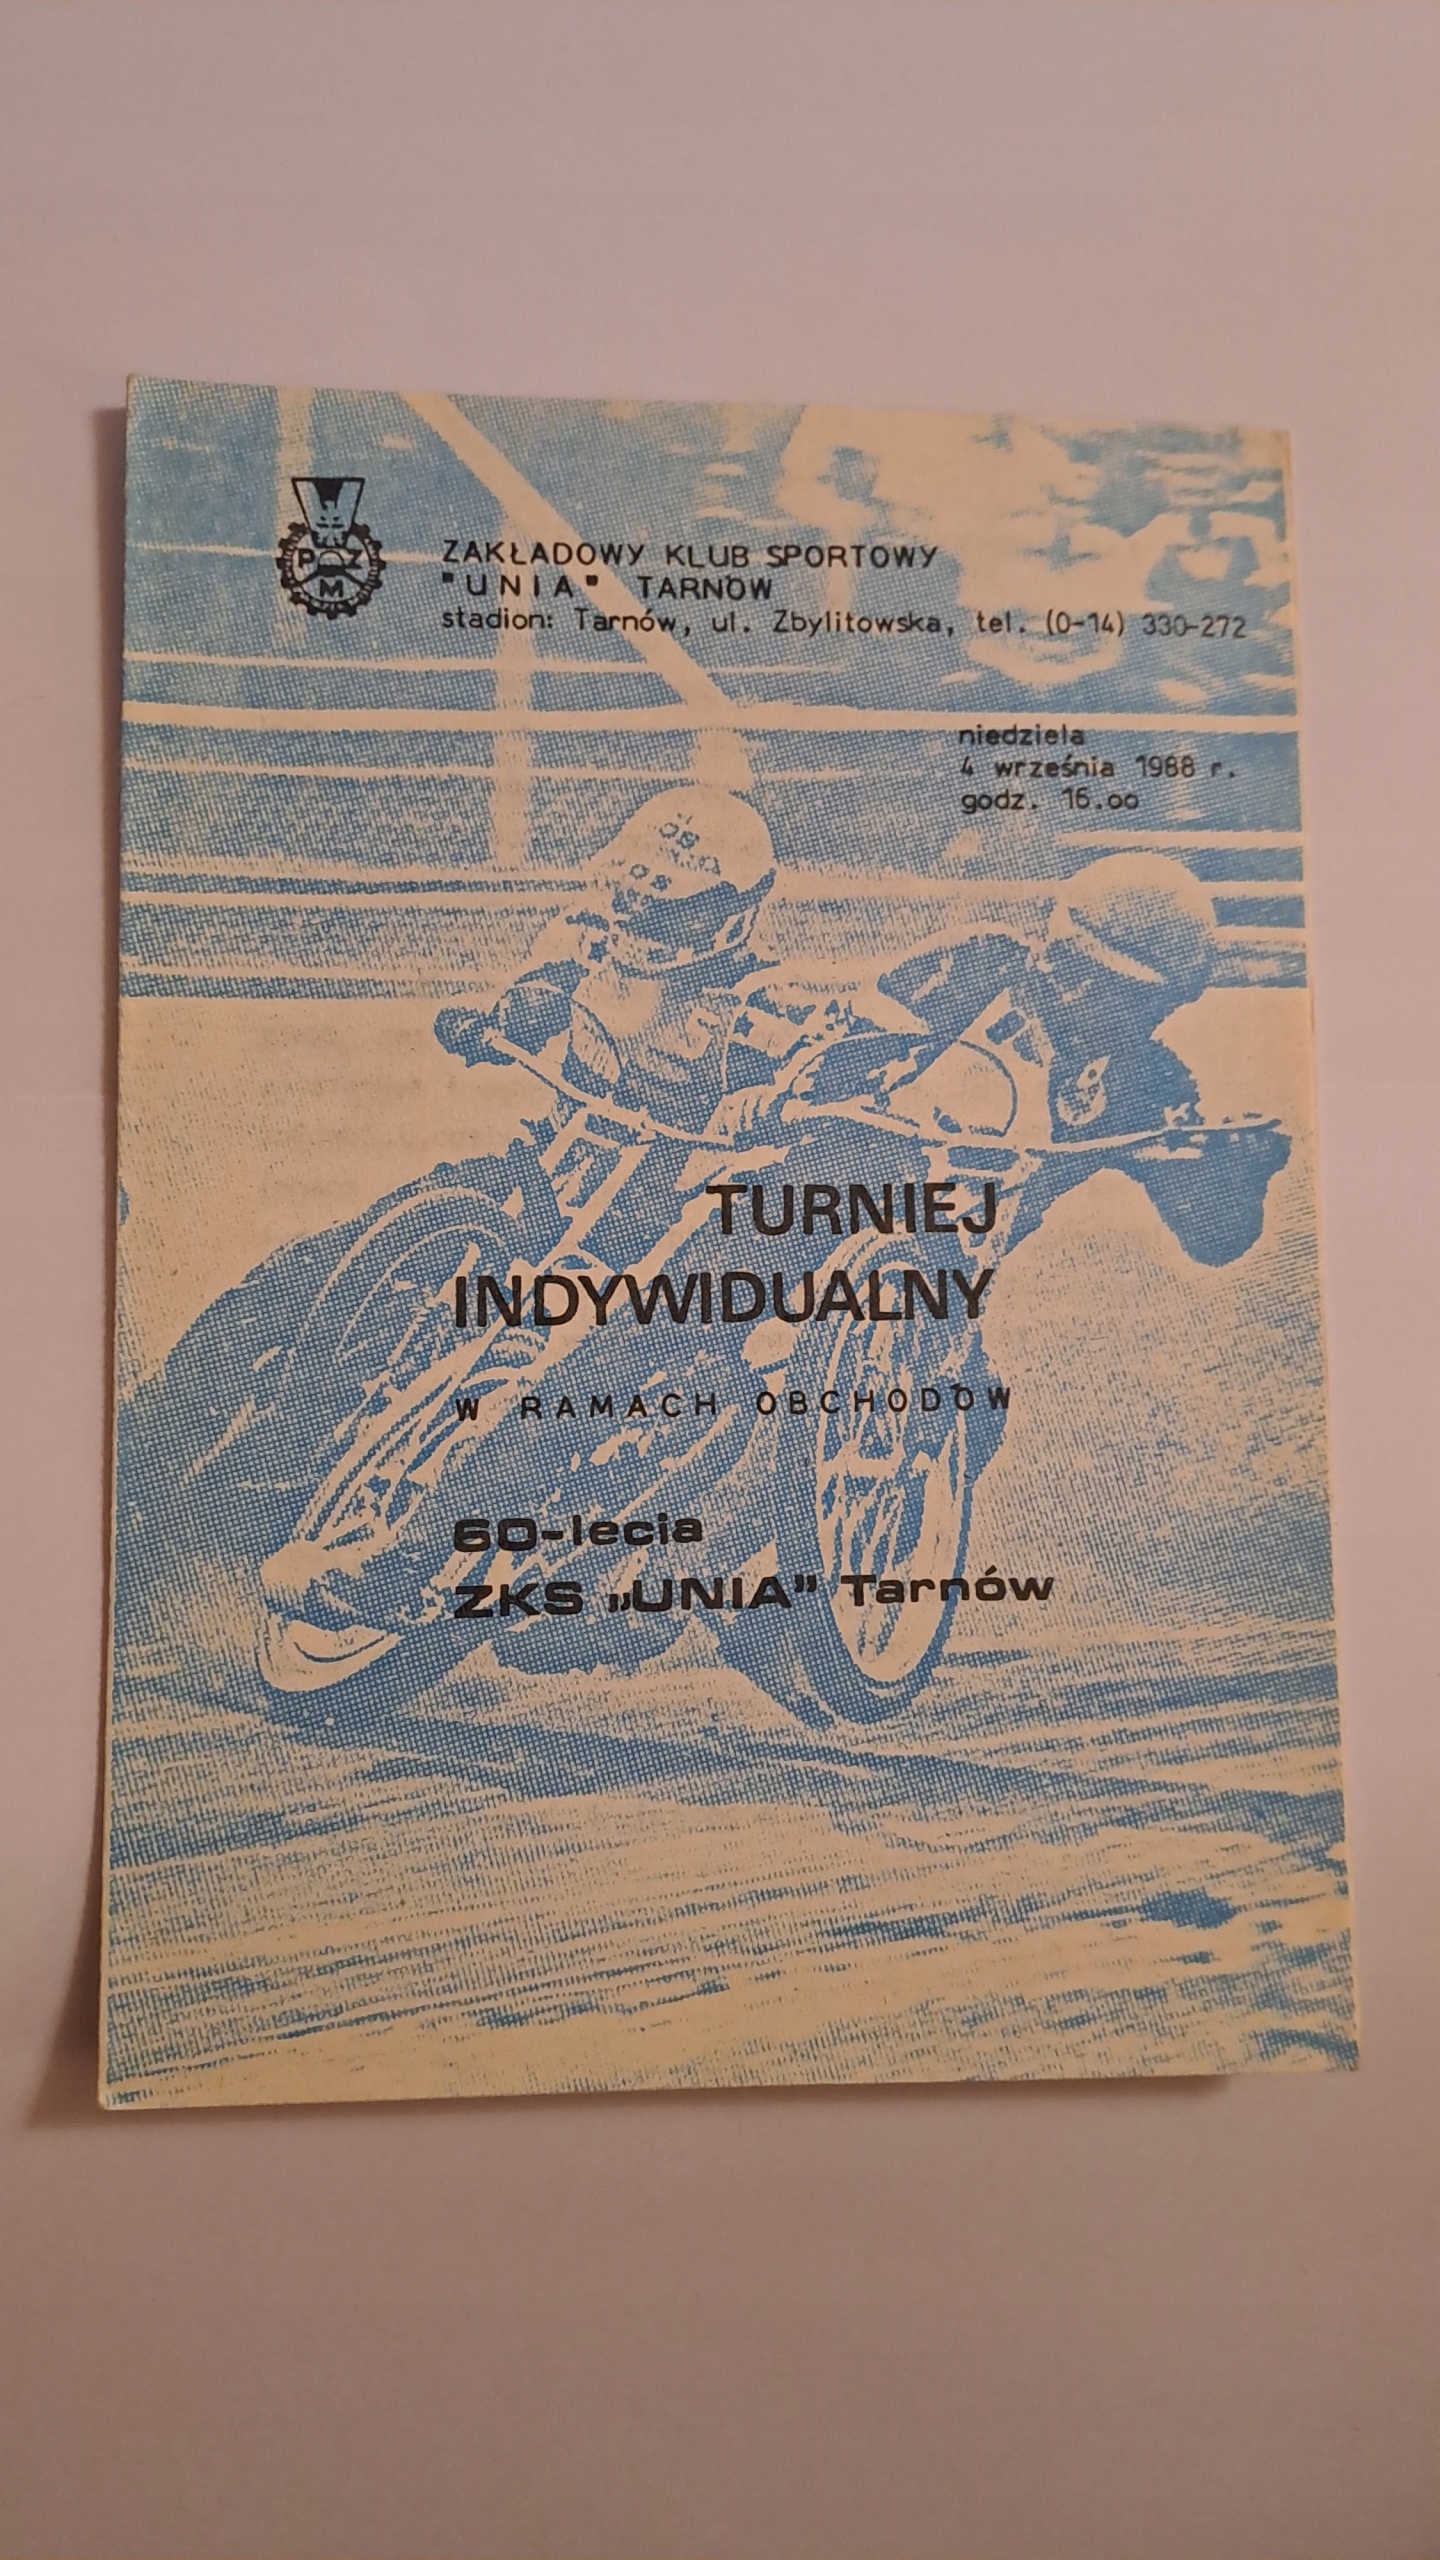 P Z
M
ZAKŁADOWY KLUB SPORTOWY
"UNIA" TARNÓW
stadion: Tarnów, ul. Zbylitowska, tel. (0-14) 330-272
niedziela
4 września 1988 r.
godz. 16.oo
TURNIEJ
INDYWIDUALNY
W RAMACH OBCHODÓW
60-lecia
ZKS „UNIA” Tarnów